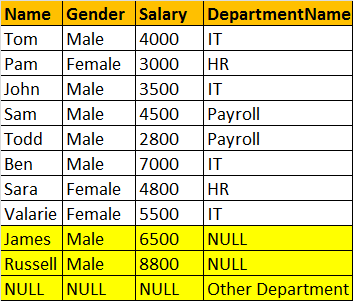 Name Gender Salary DepartmentName
Tom Male 4000 IT
Pam Female 3000 HR
John Male 3500 IT
Sam Male 4500 Payroll
Todd Male 2800 Payroll
Ben Male 7000 IT
Sara Female 4800 HR
Valarie Female 5500 IT
James Male 6500 NULL
Russell Male 8800 NULL
NULL NULL NULL Other Department